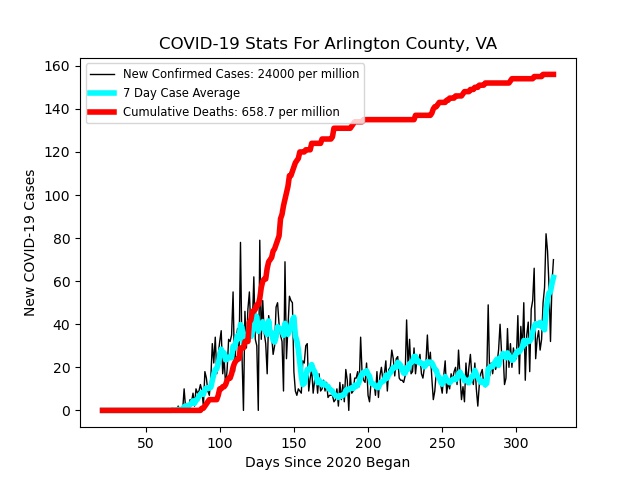 COVID-19 Stats For Arlington County, VA
New Confirmed Cases: 24000 per million
7 Day Case Average
Cumulative Deaths: 658.7 per million
New COVID-19 Cases
160
140
120
100
80
60
40
20
0
50
100
150
200
250
300
Days Since 2020 Began